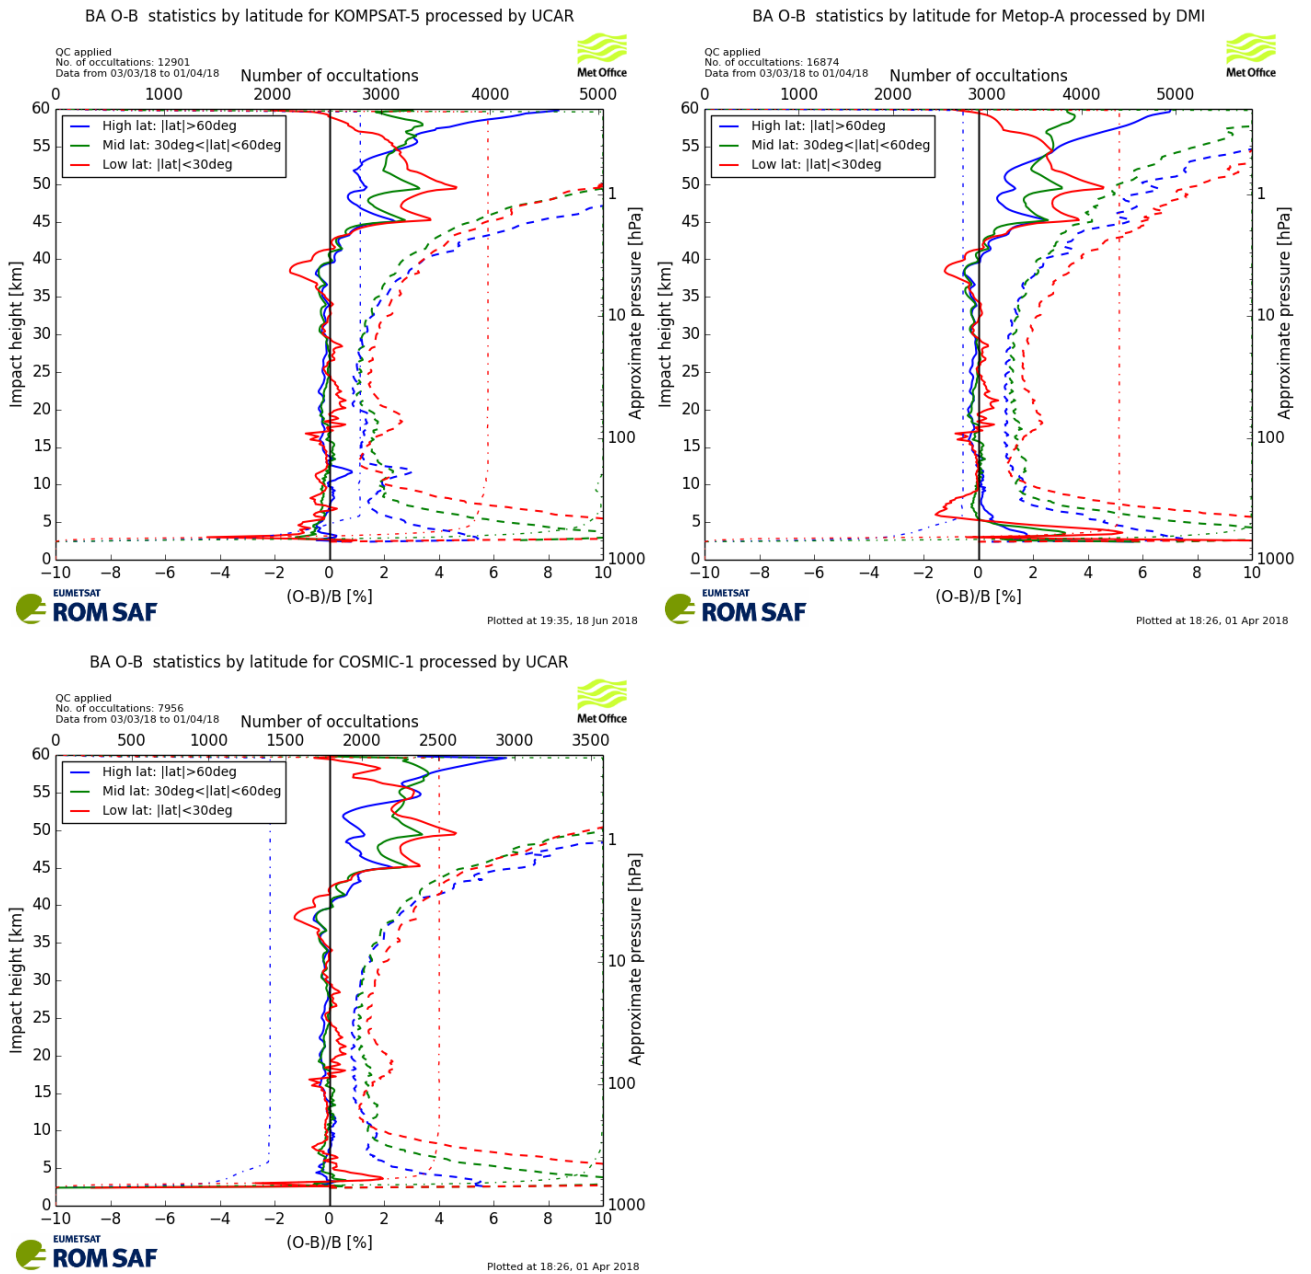 BA O-B  statistics by latitude for KOMPSAT-5 processed by UCAR
QC applied
No. of occultations: 12901
Data from 03/03/18 to 01/04/18
Number of occultations
Met Office
0 1000 2000 3000 4000 5000
60
55
50
45
40
35
30
25
20
15
10
5
0
High lat: |lat|>60deg
Mid lat: 30deg<|lat|<60deg
Low lat: |lat|<30deg
Impact height [km]
1
10
100
1000
Approximate pressure [hPa]
−10 −8 −6 −4 −2 0 2 4 6 8 10
(O-B)/B [%]
EUMETSAT
ROM SAF
Plotted at 19:35, 18 Jun 2018
BA O-B  statistics by latitude for Metop-A processed by DMI
QC applied
No. of occultations: 16874
Data from 03/03/18 to 01/04/18
Number of occultations
Met Office
0 1000 2000 3000 4000 5000
60
55
50
45
40
35
30
25
20
15
10
5
0
High lat: |lat|>60deg
Mid lat: 30deg<|lat|<60deg
Low lat: |lat|<30deg
Impact height [km]
1
10
100
1000
Approximate pressure [hPa]
−10 −8 −6 −4 −2 0 2 4 6 8 10
(O-B)/B [%]
EUMETSAT
ROM SAF
Plotted at 18:26, 01 Apr 2018
BA O-B  statistics by latitude for COSMIC-1 processed by UCAR
QC applied
No. of occultations: 7956
Data from 03/03/18 to 01/04/18
Number of occultations
Met Office
0 500 1000 1500 2000 2500 3000 3500
60
55
50
45
40
35
30
25
20
15
10
5
0
High lat: |lat|>60deg
Mid lat: 30deg<|lat|<60deg
Low lat: |lat|<30deg
Impact height [km]
1
10
100
1000
Approximate pressure [hPa]
−10 −8 −6 −4 −2 0 2 4 6 8 10
(O-B)/B [%]
EUMETSAT
ROM SAF
Plotted at 18:26, 01 Apr 2018